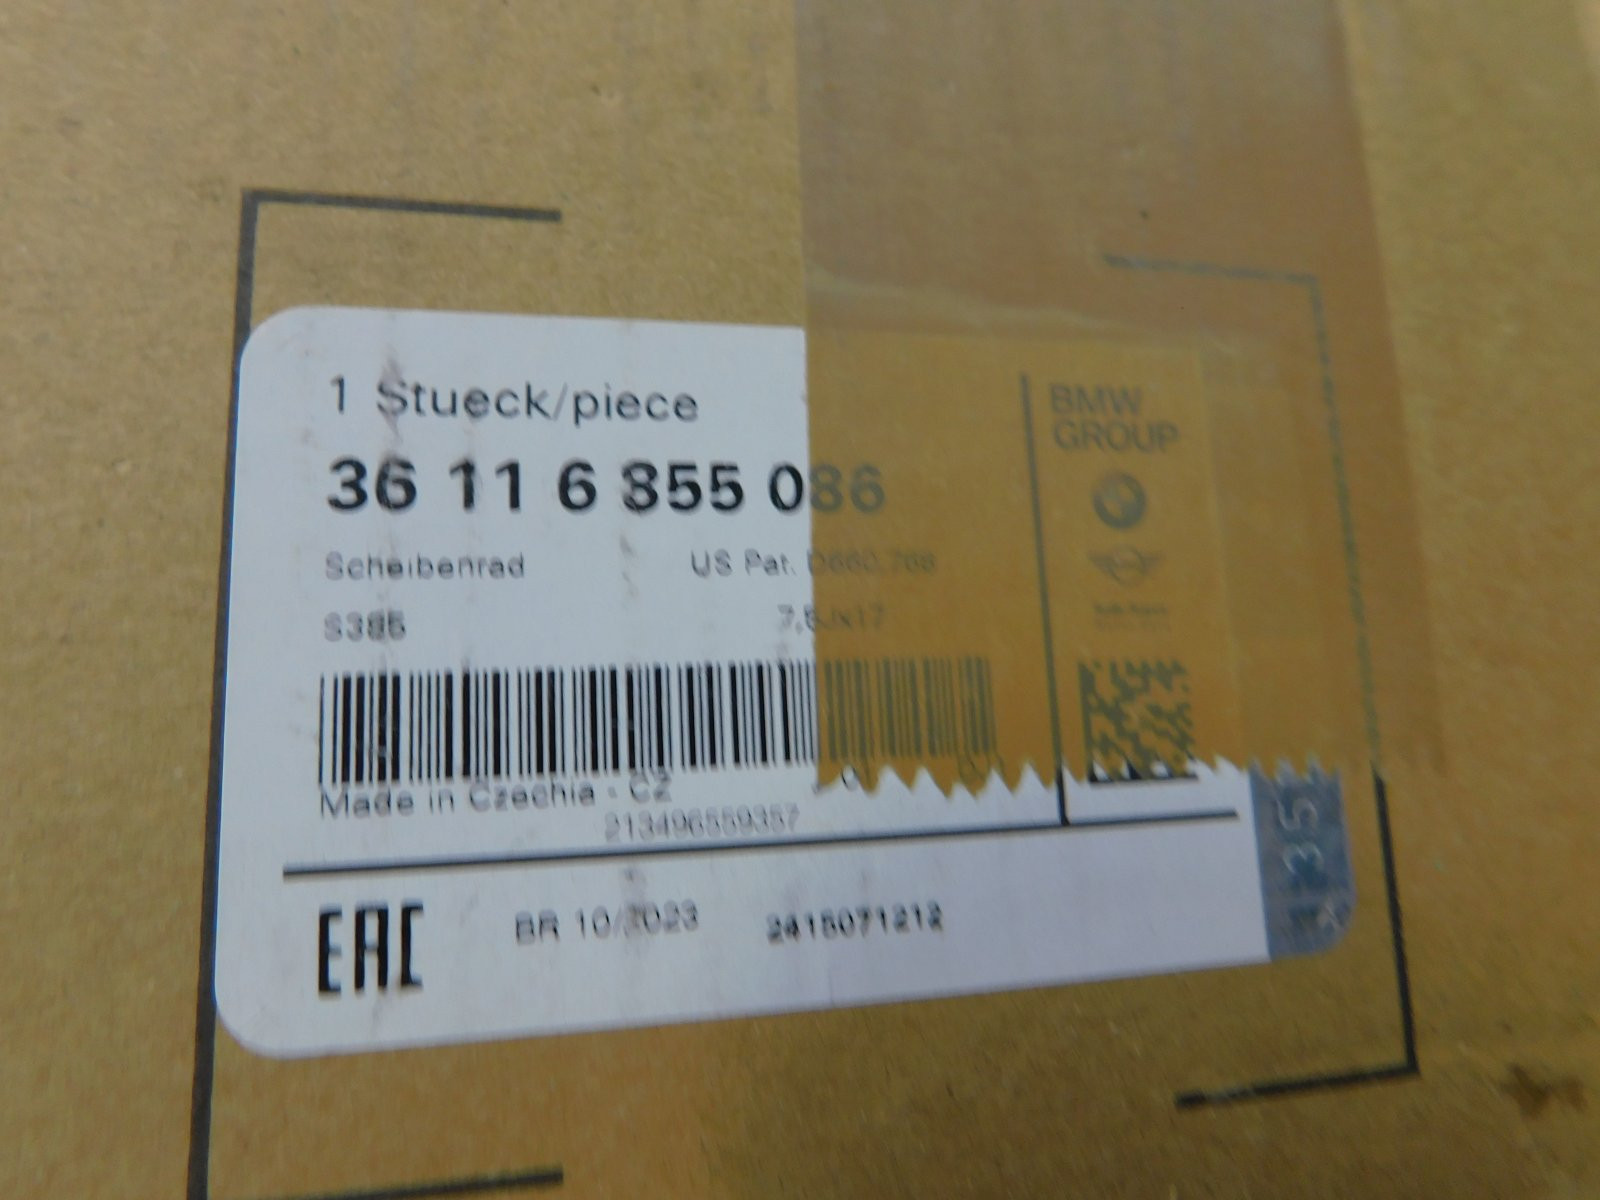 1 Stueck/piece
36 11 6 855 086
BMW
GROUP
Scheibenrad US Pat. D660,768
S385 7,5Jx17
Made in Czechia - CZ
213496559357
EAC BR 10/2023 2415071212